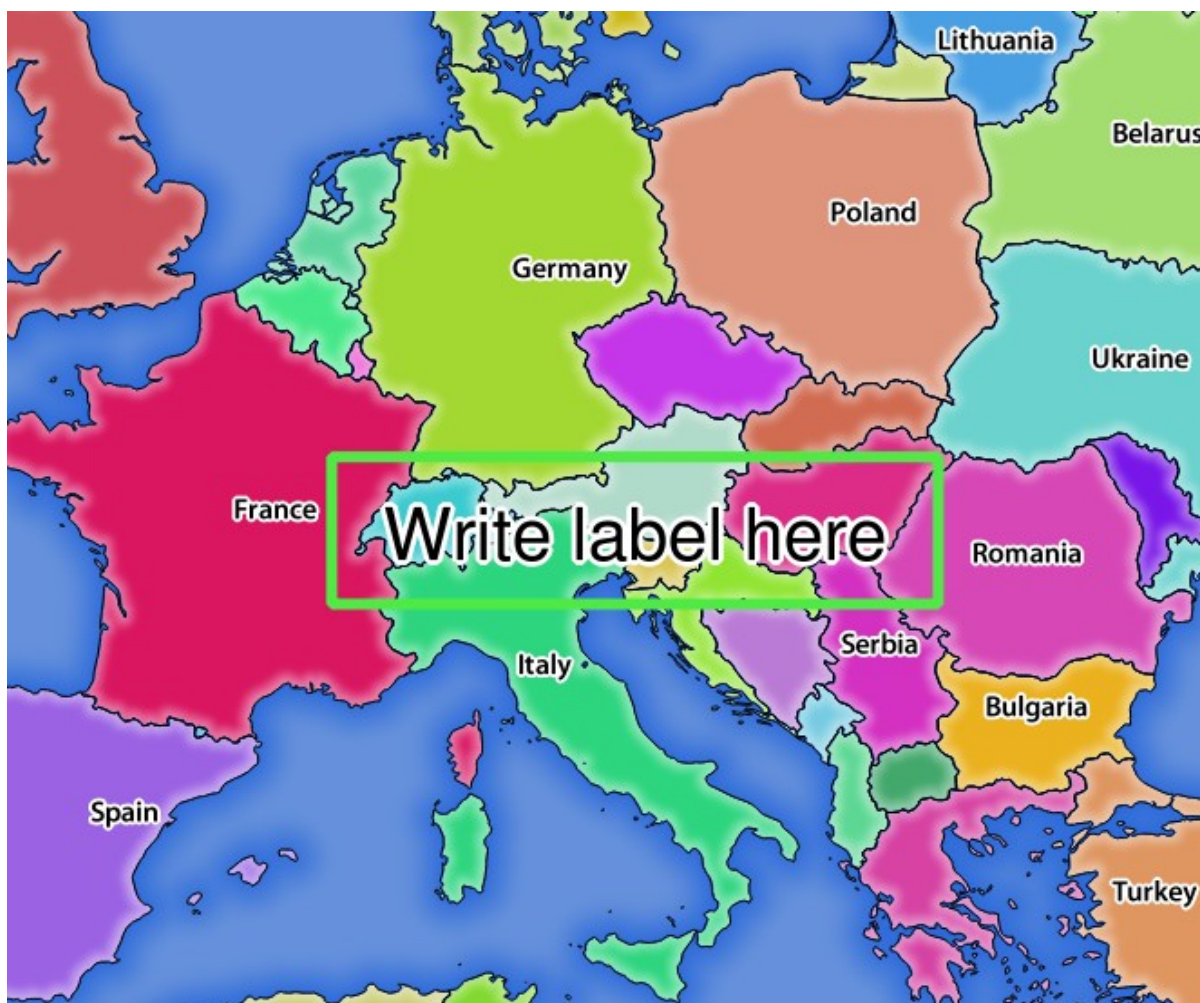 Lithuania
Belarus
Poland
Germany
Ukraine
France
Write label here
Romania
Serbia
Italy
Bulgaria
Spain
Turkey